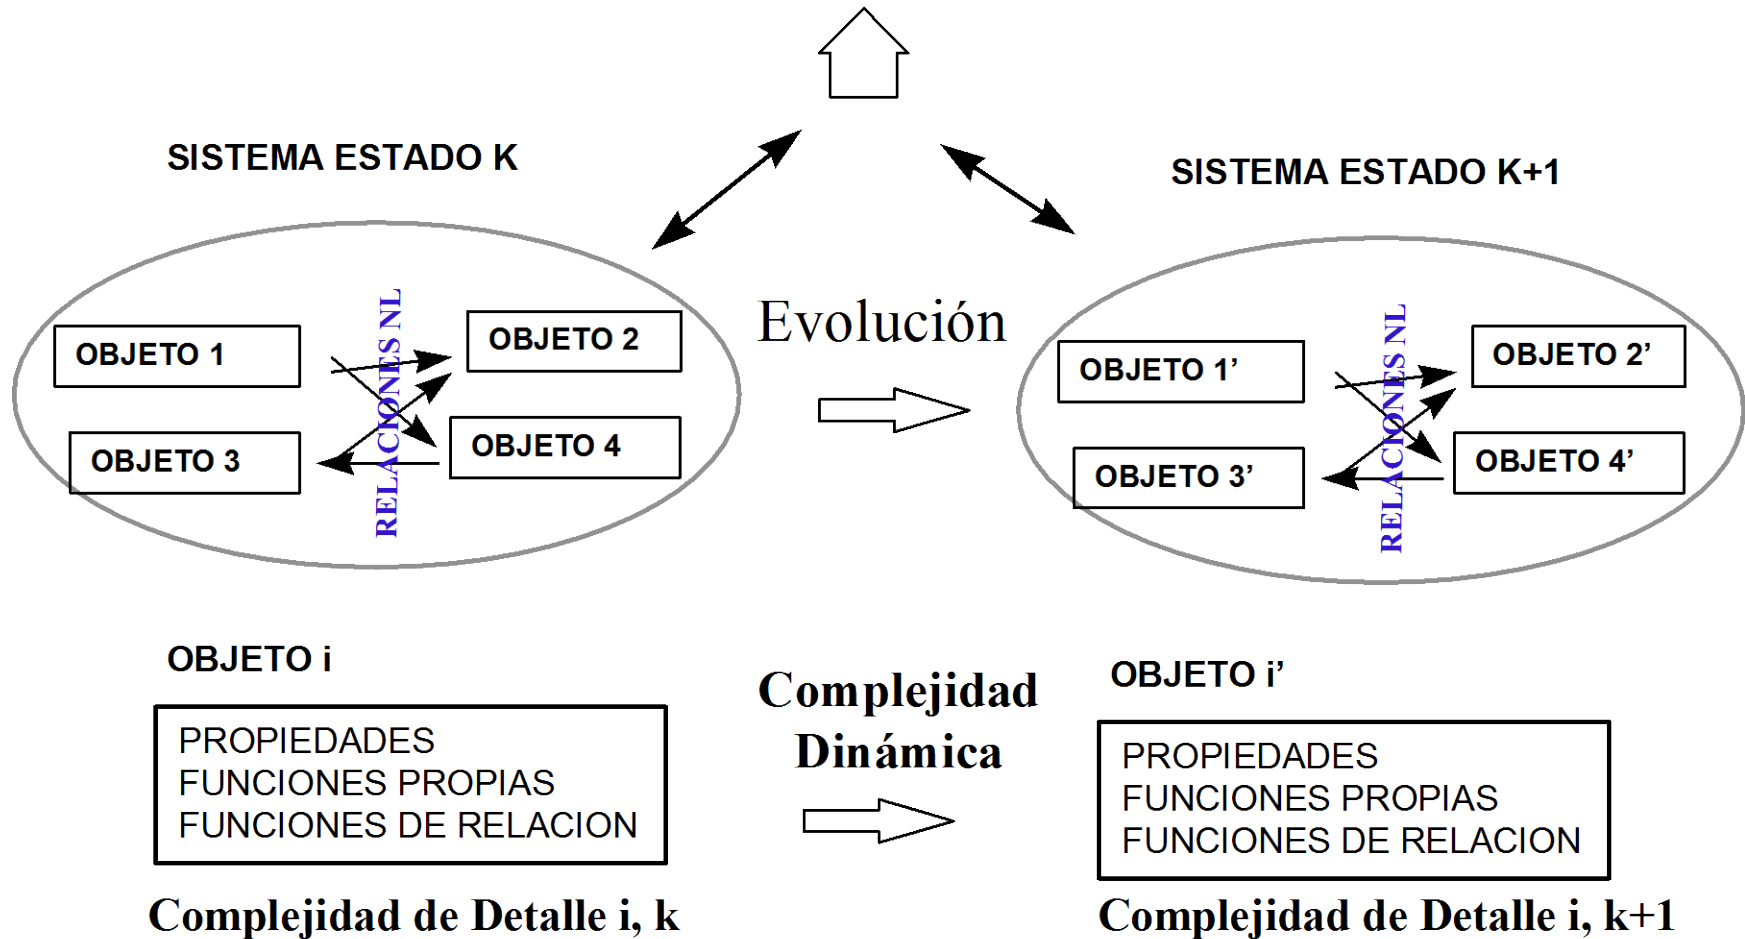 SISTEMA ESTADO K
SISTEMA ESTADO K+1
OBJETO 1
OBJETO 2
OBJETO 3
OBJETO 4
RELACIONES NL
Evolución
OBJETO 1’
OBJETO 2’
OBJETO 3’
OBJETO 4’
RELACIONES NL
OBJETO i
PROPIEDADES
FUNCIONES PROPIAS
FUNCIONES DE RELACION
Complejidad de Detalle i, k
Complejidad
Dinámica
OBJETO i’
PROPIEDADES
FUNCIONES PROPIAS
FUNCIONES DE RELACION
Complejidad de Detalle i, k+1